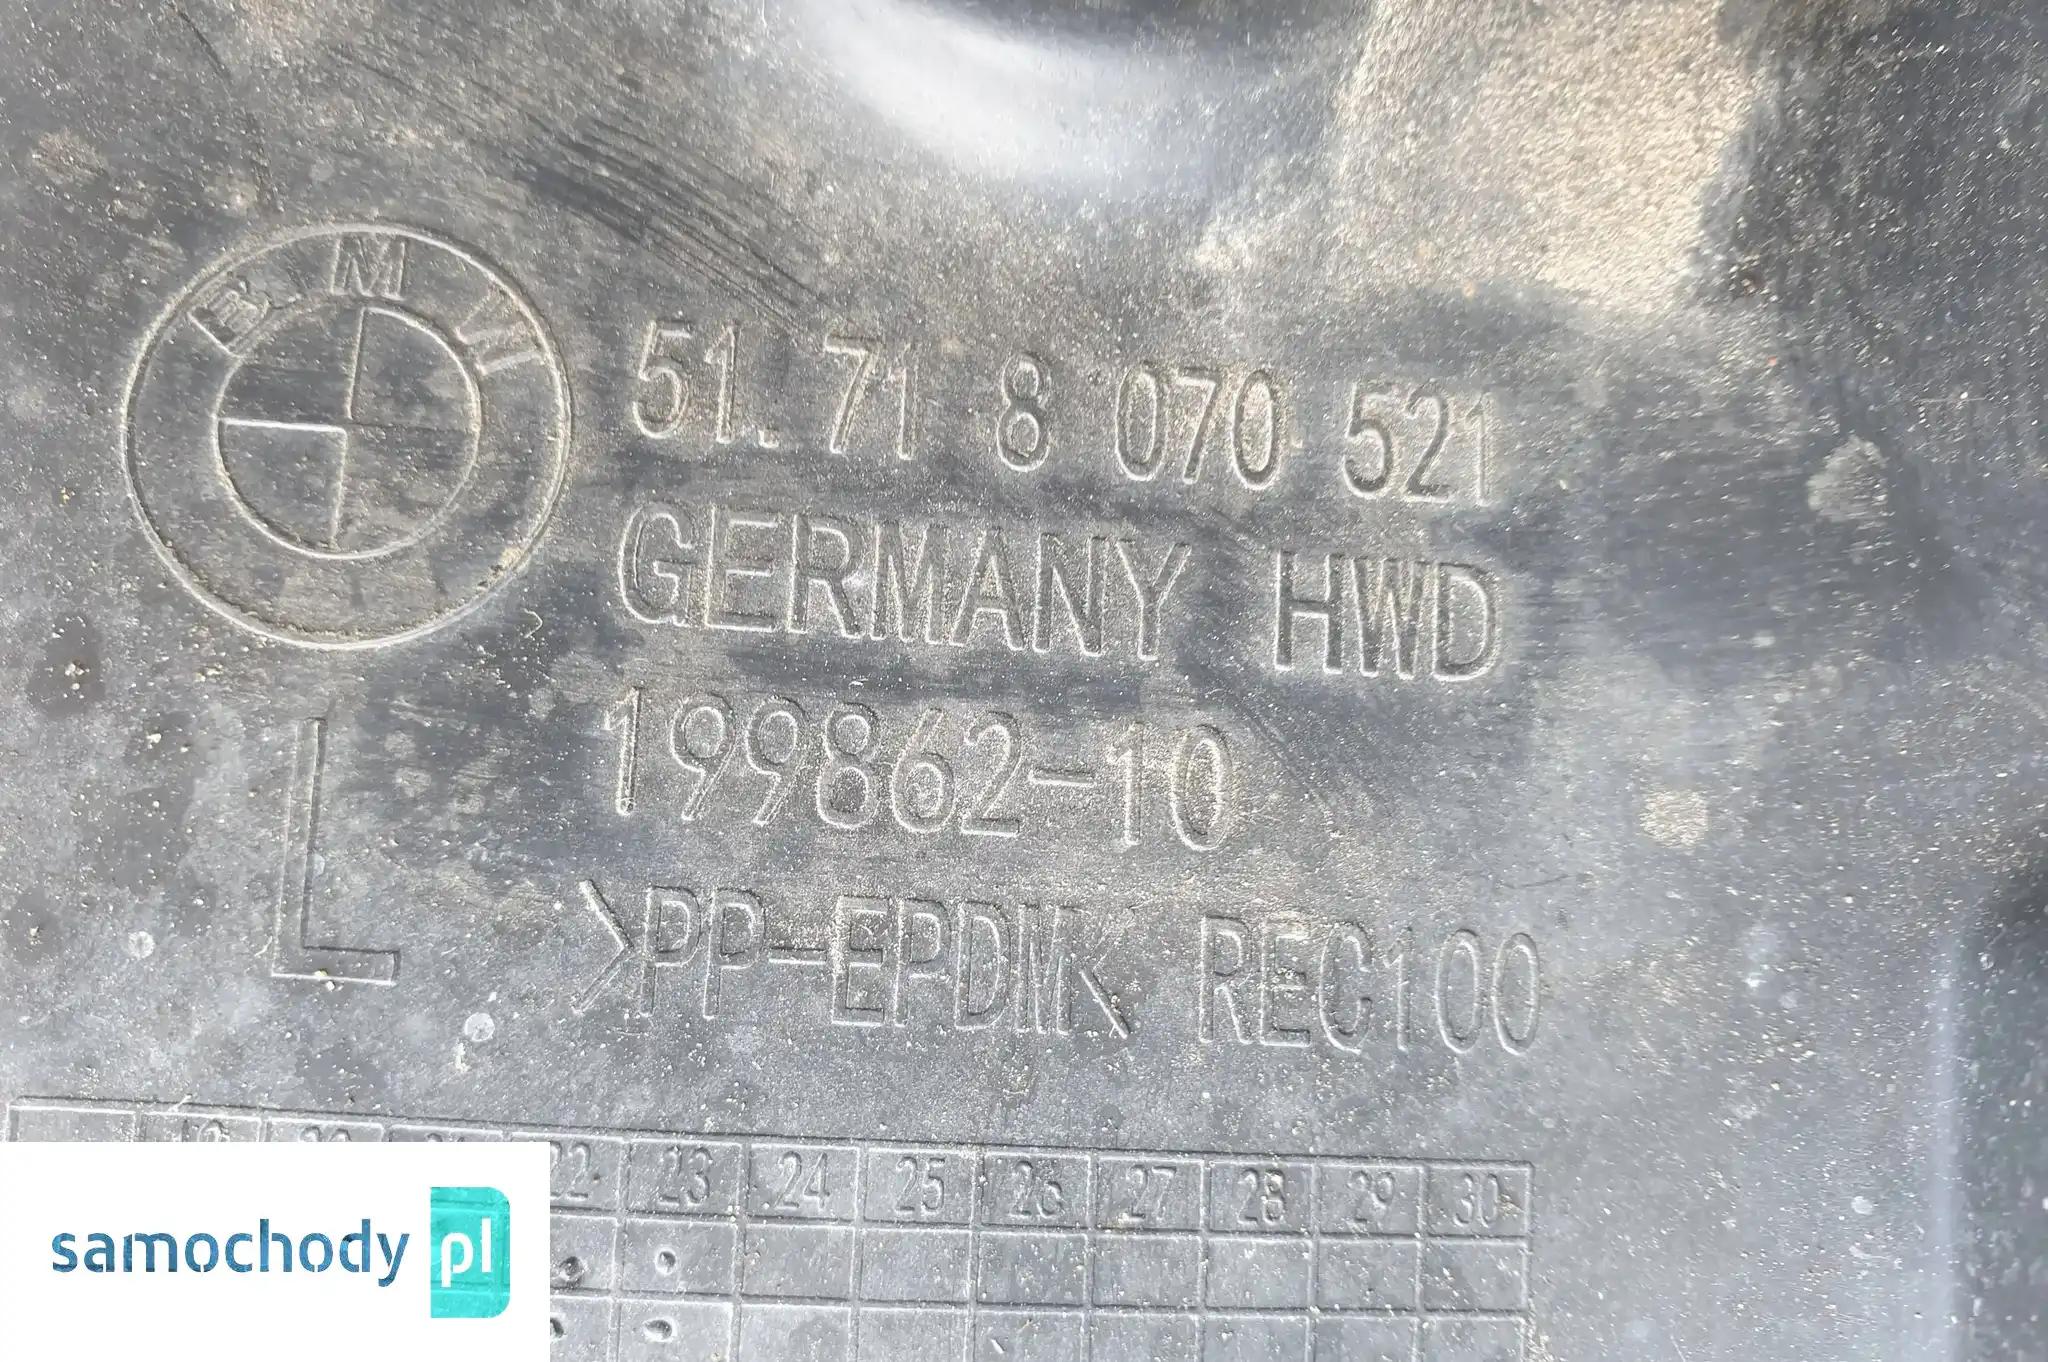 BMW
51.71 8 070 521
GERMANY HWD
199862-10
L
>PP-EPDM< REC100
22 23 24 25 26 27 28 29 30
samochody pl